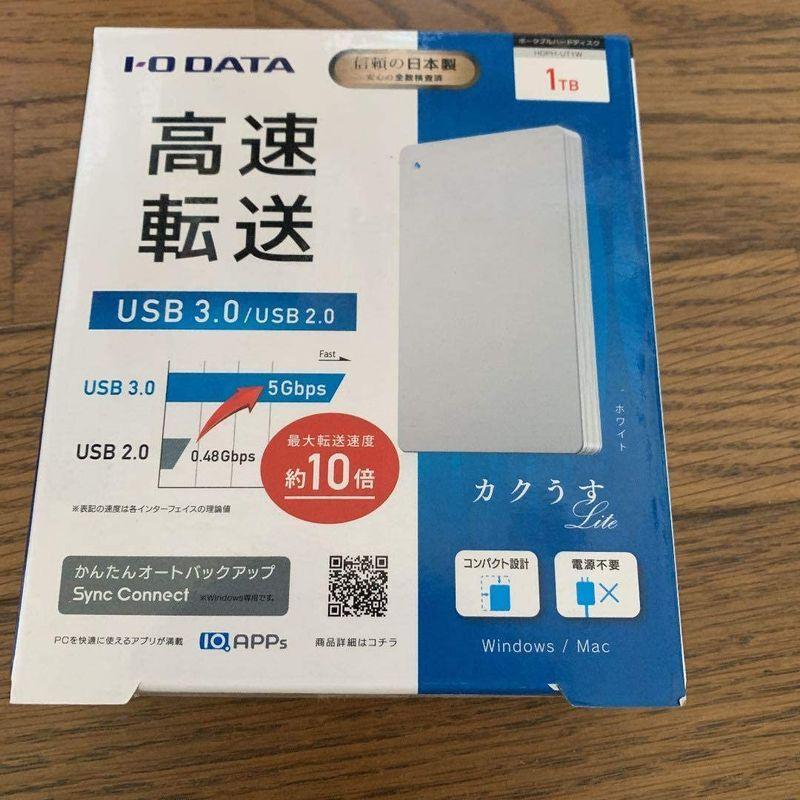 I-O DATA
信頼の日本製
安心の全数検査済
ポータブルハードディスク
HDPH-UT1W
1TB
高速
転送
USB 3.0/USB 2.0
Fast
USB 3.0
5Gbps
USB 2.0
0.48Gbps
最大転送速度
約10倍
※表記の速度は各インターフェイスの理論値
ホワイト
カクうす
Lite
かんたんオートバックアップ
Sync Connect ※Windows専用です。
コンパクト設計
電源不要
PCを快適に使えるアプリが満載
IO.APPs
商品詳細はコチラ
Windows / Mac